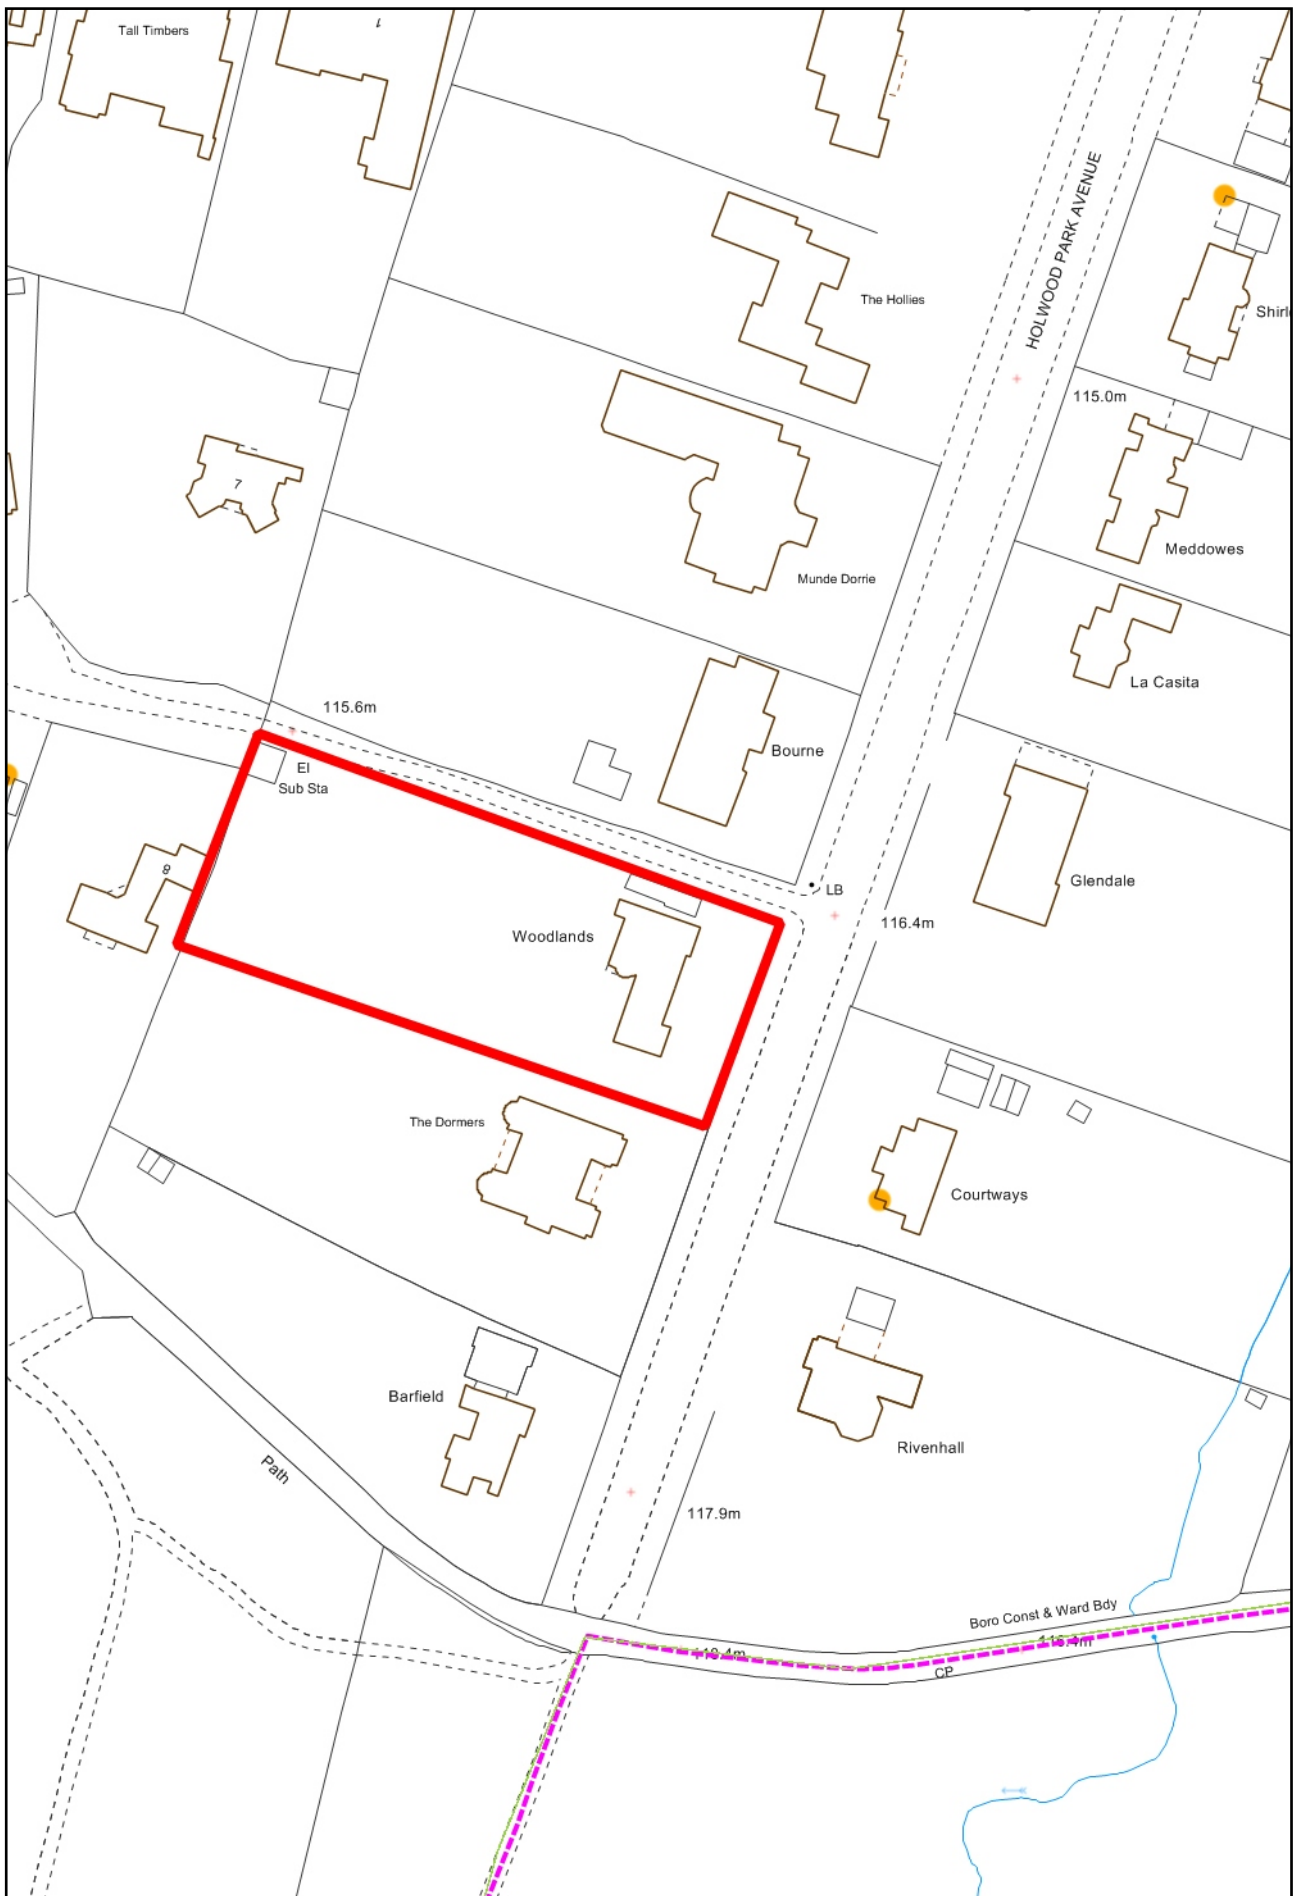 Tall Timbers
1
HOLWOOD PARK AVENUE
The Hollies
115.0m
7
Meddowes
Munde Dorrie
La Casita
115.6m
Bourne
El
Sub Sta
8
Glendale
LB
116.4m
Woodlands
The Dormers
Courtways
Barfield
Rivenhall
Path
117.9m
Boro Const & Ward Bdy
CP